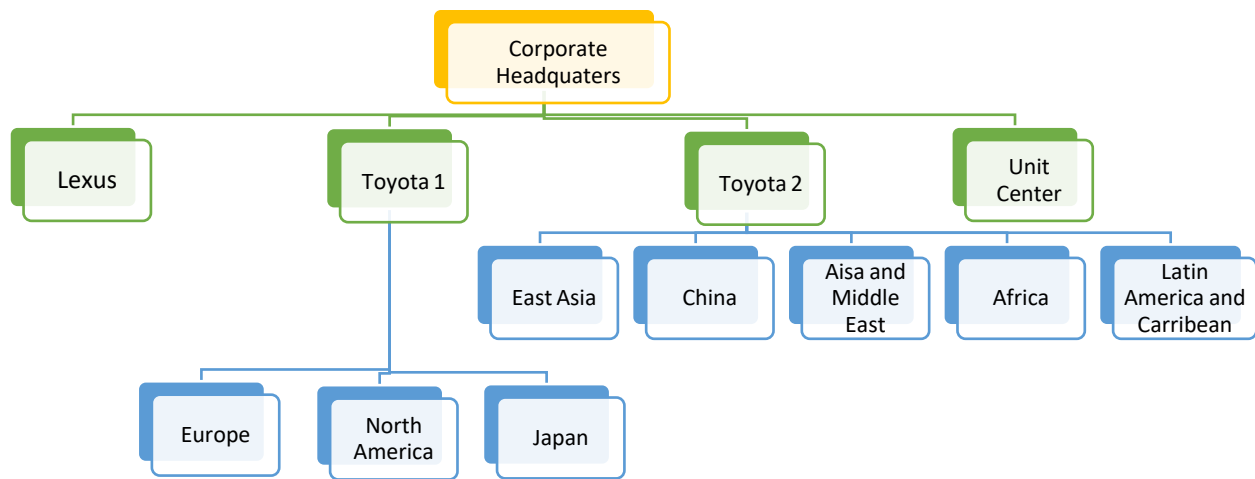 Corporate
Headquaters
Lexus
Toyota 1
Toyota 2
Unit
Center
East Asia
China
Aisa and
Middle
East
Africa
Latin
America and
Carribean
Europe
North
America
Japan